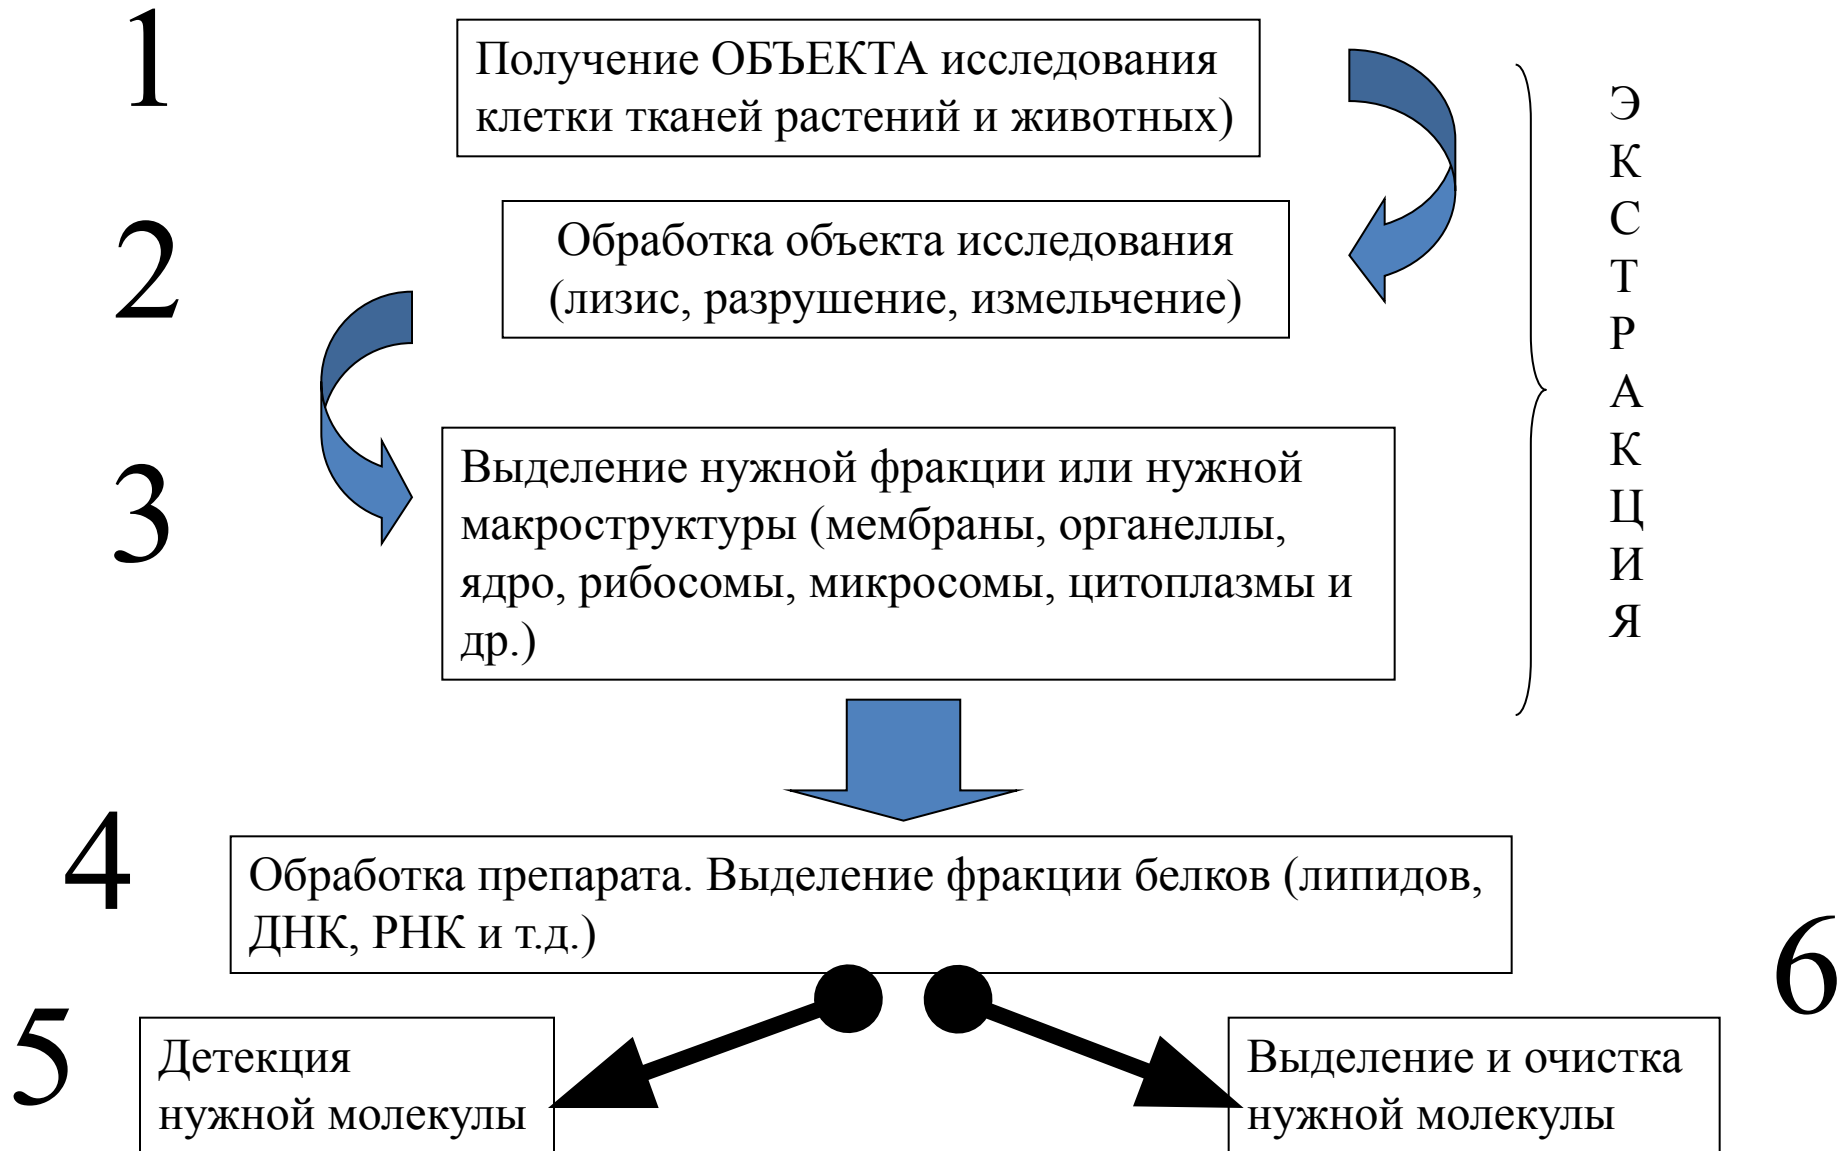 1
Получение ОБЪЕКТА исследования
клетки тканей растений и животных)
2
Обработка объекта исследования
(лизис, разрушение, измельчение)
3
Выделение нужной фракции или нужной
макроструктуры (мембраны, органеллы,
ядро, рибосомы, микросомы, цитоплазмы и
др.)
Э
К
С
Т
Р
А
К
Ц
И
Я
4
Обработка препарата. Выделение фракции белков (липидов,
ДНК, РНК и т.д.)
5
Детекция
нужной молекулы
6
Выделение и очистка
нужной молекулы